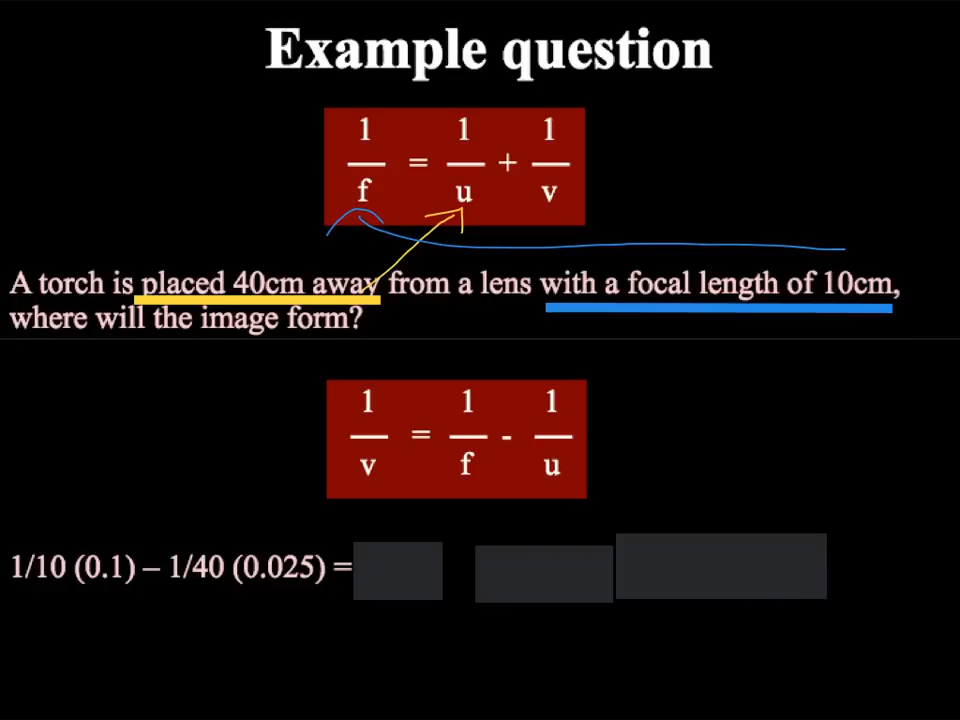 Example question
1/f = 1/u + 1/v
A torch is placed 40cm away from a lens with a focal length of 10cm,
where will the image form?
1/v = 1/f - 1/u
1/10 (0.1) – 1/40 (0.025) =